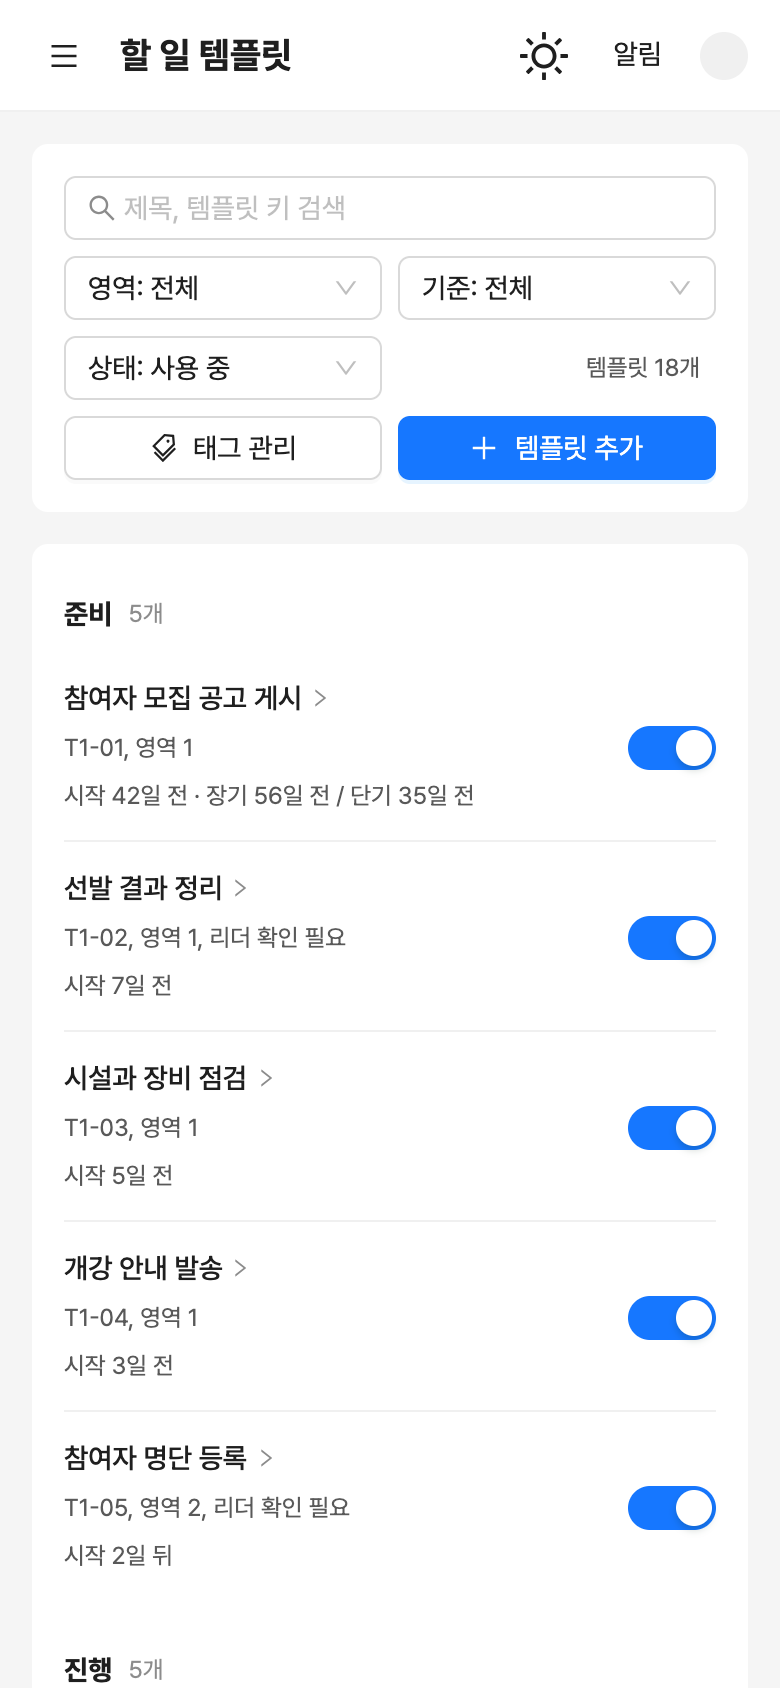 할 일 템플릿
알림
제목, 템플릿 키 검색
영역: 전체
기준: 전체
상태: 사용 중
템플릿 18개
태그 관리
템플릿 추가
준비 5개
참여자 모집 공고 게시
T1-01, 영역 1
시작 42일 전 · 장기 56일 전 / 단기 35일 전
선발 결과 정리
T1-02, 영역 1, 리더 확인 필요
시작 7일 전
시설과 장비 점검
T1-03, 영역 1
시작 5일 전
개강 안내 발송
T1-04, 영역 1
시작 3일 전
참여자 명단 등록
T1-05, 영역 2, 리더 확인 필요
시작 2일 뒤
진행 5개